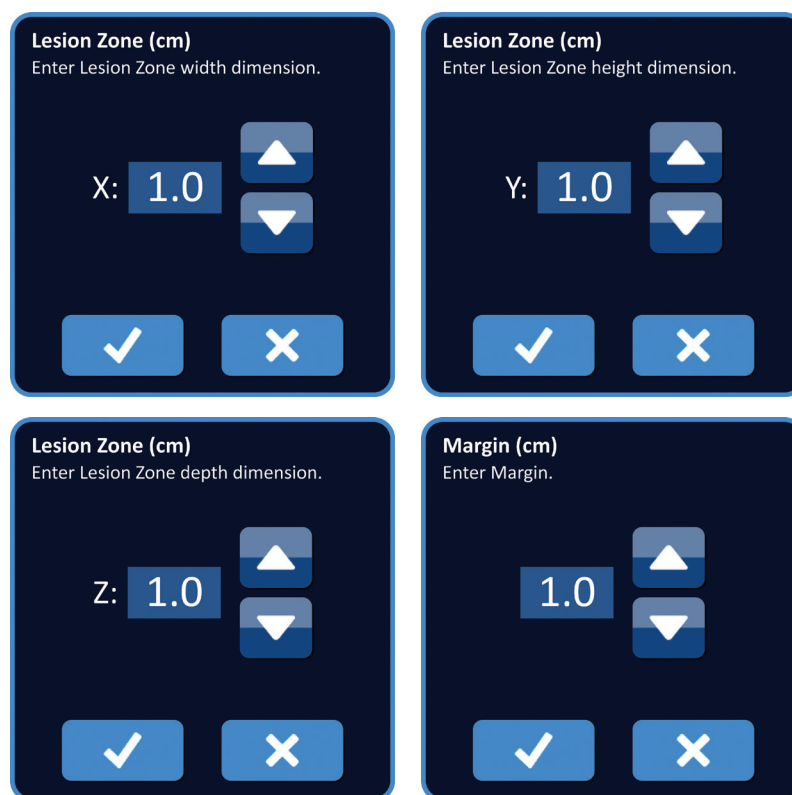 Lesion Zone (cm)
Enter Lesion Zone width dimension.
X: 1.0
Lesion Zone (cm)
Enter Lesion Zone height dimension.
Y: 1.0
Lesion Zone (cm)
Enter Lesion Zone depth dimension.
Z: 1.0
Margin (cm)
Enter Margin.
1.0